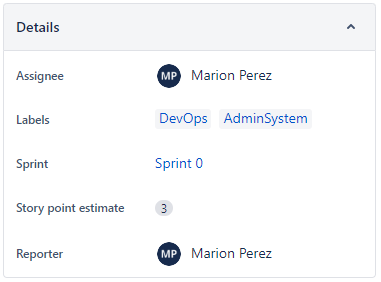 Details
Assignee MP Marion Perez
Labels DevOps AdminSystem
Sprint Sprint 0
Story point estimate 3
Reporter MP Marion Perez